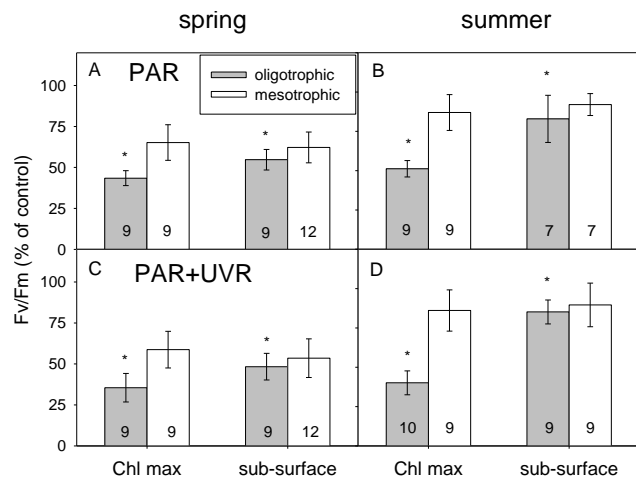 spring
summer
A PAR
oligotrophic
mesotrophic
B
100
75
50
25
0
*
*
*
*
9
9
9
12
9
9
7
7
C PAR+UVR
D
100
75
50
25
0
*
*
*
*
9
9
9
12
10
9
9
9
Fv/Fm (% of control)
Chl max
sub-surface
Chl max
sub-surface